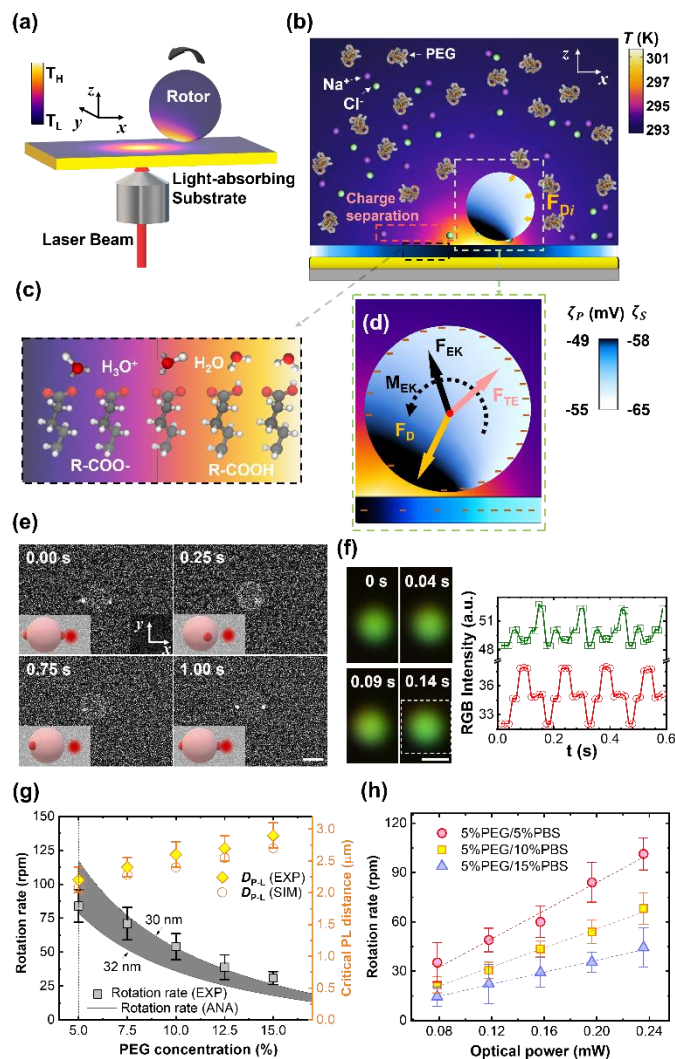 (a)
T_H
T_L
z
y
x
Rotor
Light-absorbing
Substrate
Laser Beam
(b)
PEG
Na⁺
Cl⁻
z
x
T (K)
301
299
297
295
293
Charge
separation
F_Di
(c)
H₃O⁺
H₂O
R-COO-
R-COOH
(d)
F_EK
M_EK
F_TE
F_D
ζ_P (mV) ζ_S
-49 -58
-55 -65
(e)
0.00 s
0.25 s
y
x
0.75 s
1.00 s
(f)
0 s
0.04 s
0.09 s
0.14 s
RGB Intensity (a.u.)
51
48
36
33
0.0 0.2 0.4 0.6
t (s)
(g)
Rotation rate (rpm)
150
125
100
75
50
25
0
D_P-L (EXP)
D_P-L (SIM)
30 nm
32 nm
Rotation rate (EXP)
Rotation rate (ANA)
5.0 7.5 10.0 12.5 15.0
PEG concentration (%)
3.0
2.5
2.0
1.5
1.0
0.5
0.0
Critical PL distance (μm)
(h)
Rotation rate (rpm)
120
90
60
30
0
5%PEG/5%PBS
5%PEG/10%PBS
5%PEG/15%PBS
0.08 0.12 0.16 0.20 0.24
Optical power (mW)